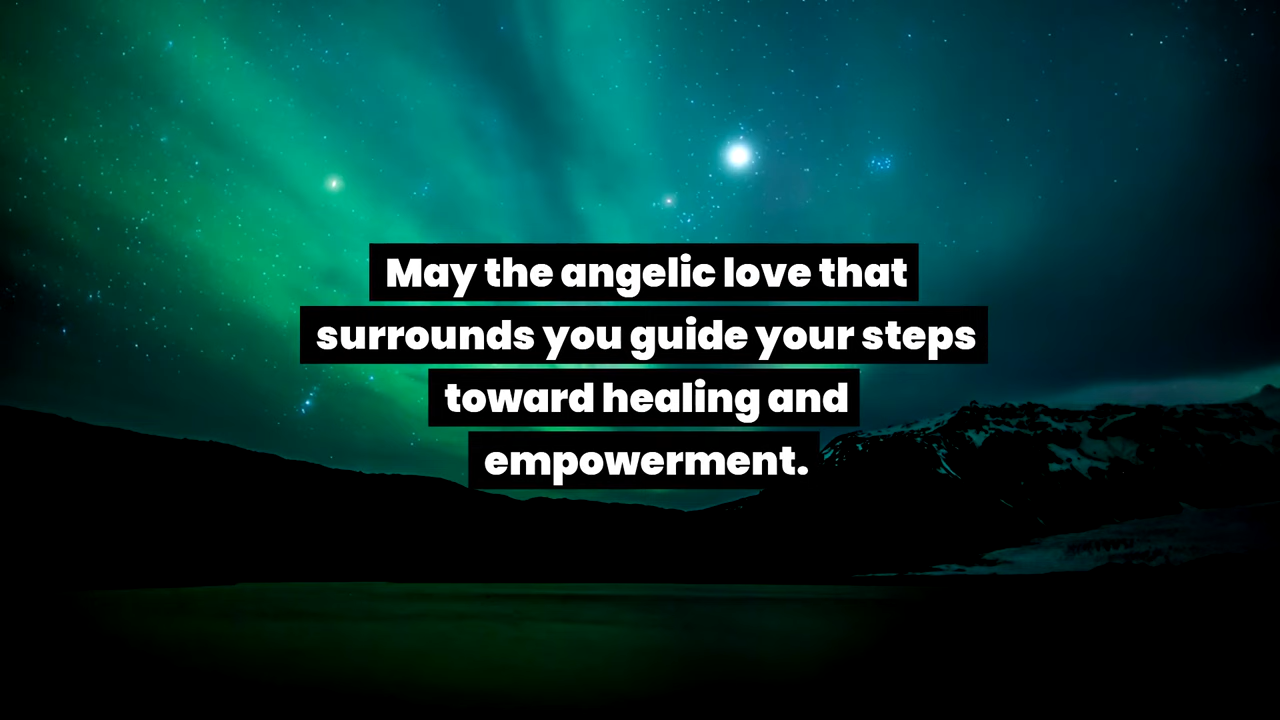 May the angelic love that
surrounds you guide your steps
toward healing and
empowerment.